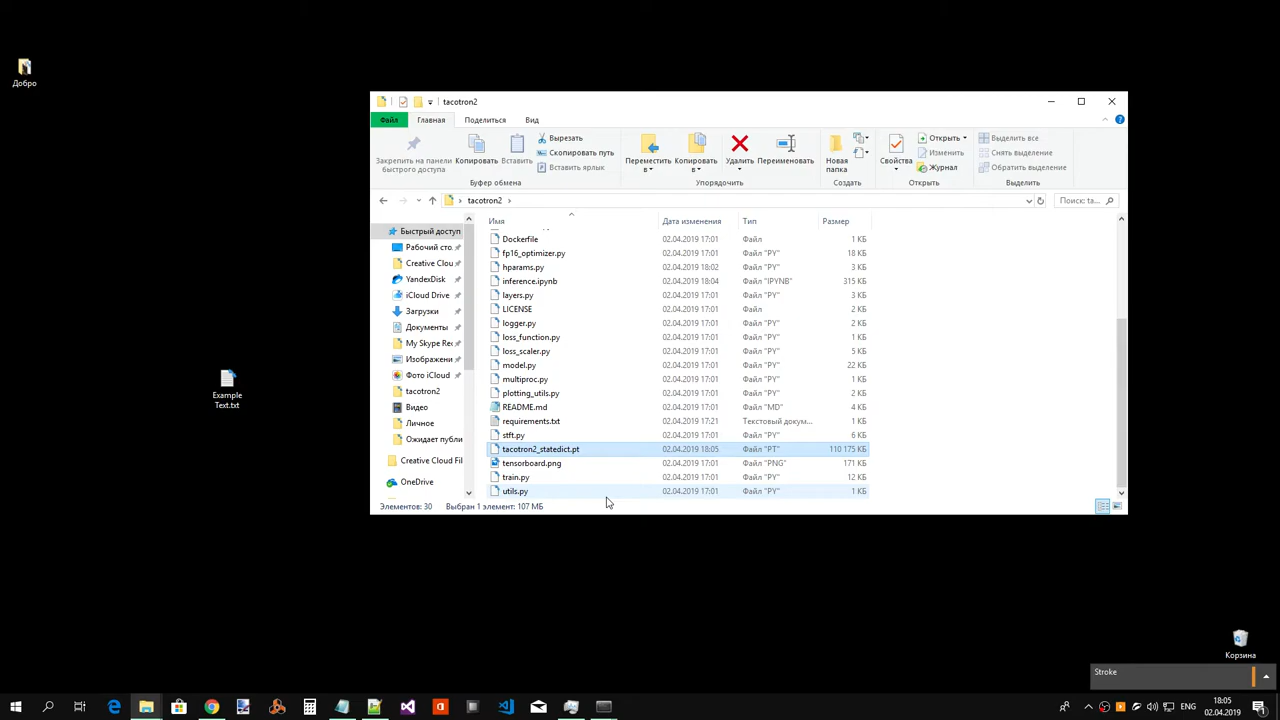 Добро
Example
Text.txt
tacotron2
Файл
Главная
Поделиться
Вид
Закрепить на панели
быстрого доступа
Копировать
Вставить
Вырезать
Скопировать путь
Вставить ярлык
Буфер обмена
Переместить
в
Копировать
в
Удалить
Переименовать
Упорядочить
Новая
папка
Создать
Свойства
Открыть
Изменить
Журнал
Открыть
Выделить все
Снять выделение
Обратить выделение
Выделить
tacotron2
Поиск: ta...
Быстрый доступ
Рабочий сто.
Creative Clou
YandexDisk
iCloud Drive
Загрузки
Документы
My Skype Rec
Изображени
Фото iCloud
tacotron2
Видео
Личное
Ожидает публи
Creative Cloud Fil
OneDrive
Имя Дата изменения Тип Размер
Dockerfile 02.04.2019 17:01 Файл 1 КБ
fp16_optimizer.py 02.04.2019 17:01 Файл "PY" 18 КБ
hparams.py 02.04.2019 18:02 Файл "PY" 3 КБ
inference.ipynb 02.04.2019 18:04 Файл "IPYNB" 315 КБ
layers.py 02.04.2019 17:01 Файл "PY" 3 КБ
LICENSE 02.04.2019 17:01 Файл 2 КБ
logger.py 02.04.2019 17:01 Файл "PY" 2 КБ
loss_function.py 02.04.2019 17:01 Файл "PY" 1 КБ
loss_scaler.py 02.04.2019 17:01 Файл "PY" 5 КБ
model.py 02.04.2019 17:01 Файл "PY" 22 КБ
multiproc.py 02.04.2019 17:01 Файл "PY" 1 КБ
plotting_utils.py 02.04.2019 17:01 Файл "PY" 2 КБ
README.md 02.04.2019 17:01 Файл "MD" 4 КБ
requirements.txt 02.04.2019 17:21 Текстовый докум... 1 КБ
stft.py 02.04.2019 17:01 Файл "PY" 6 КБ
tacotron2_statedict.pt 02.04.2019 18:05 Файл "PT" 110 175 КБ
tensorboard.png 02.04.2019 17:01 Файл "PNG" 171 КБ
train.py 02.04.2019 17:01 Файл "PY" 12 КБ
utils.py 02.04.2019 17:01 Файл "PY" 1 КБ
Элементов: 30 Выбран 1 элемент: 107 МБ
Корзина
Stroke
РУС
18:05
02.04.2019